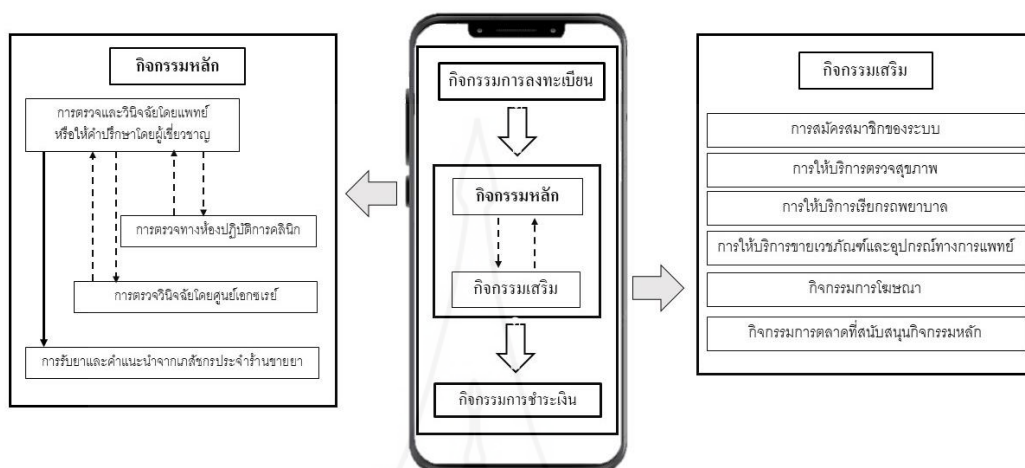 กิจกรรมหลัก
การตรวจและวินิจฉัยโดยแพทย์
หรือให้คำปรึกษาโดยผู้เชี่ยวชาญ
การตรวจทางห้องปฏิบัติการคลินิก
การตรวจวินิจฉัยโดยศูนย์เอกซเรย์
การรับยาและคำแนะนำจากเภสัชกรประจำร้านขายยา
กิจกรรมการลงทะเบียน
กิจกรรมหลัก
กิจกรรมเสริม
กิจกรรมการชำระเงิน
กิจกรรมเสริม
การสมัครสมาชิกของระบบ
การให้บริการตรวจสุขภาพ
การให้บริการเรียกรถพยาบาล
การให้บริการขายเวชภัณฑ์และอุปกรณ์ทางการแพทย์
กิจกรรมการโฆษณา
กิจกรรมการตลาดที่สนับสนุนกิจกรรมหลัก